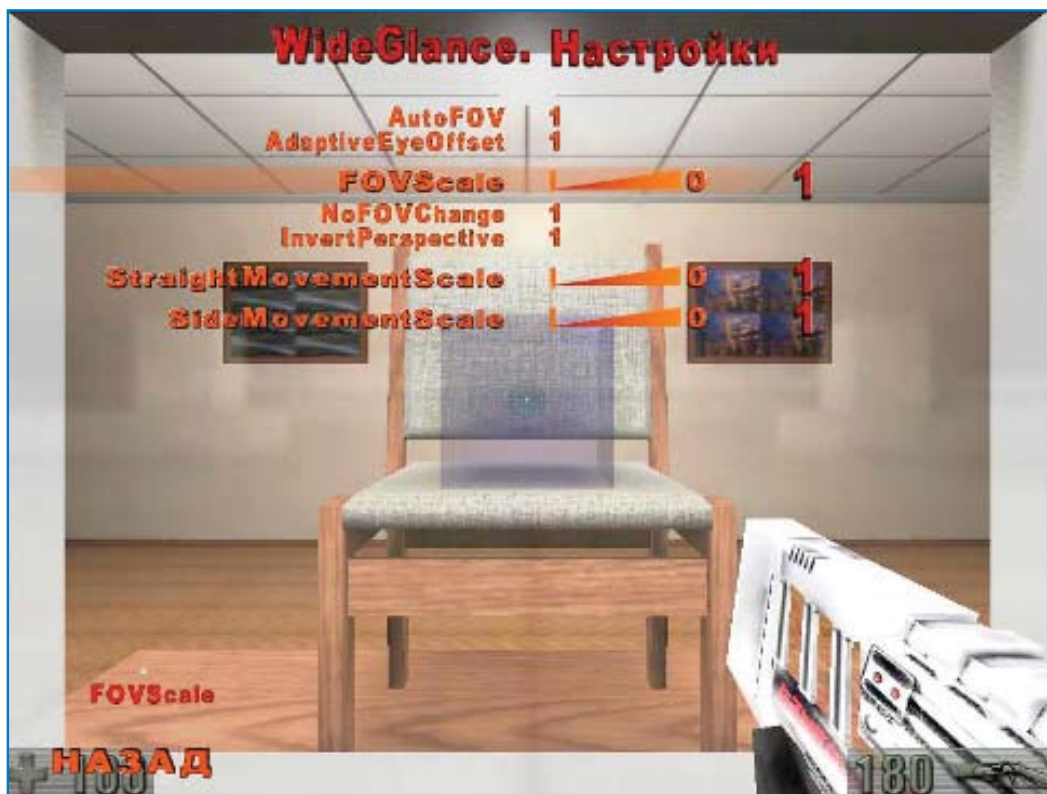 WideGlance. Настройки
AutoFOV 1
AdaptiveEyeOffset 1
FOVScale 0 1
NoFOVChange 1
InvertPerspective 1
StraightMovementScale 0 1
SideMovementScale 0 1
FOVScale
НАЗАД
180